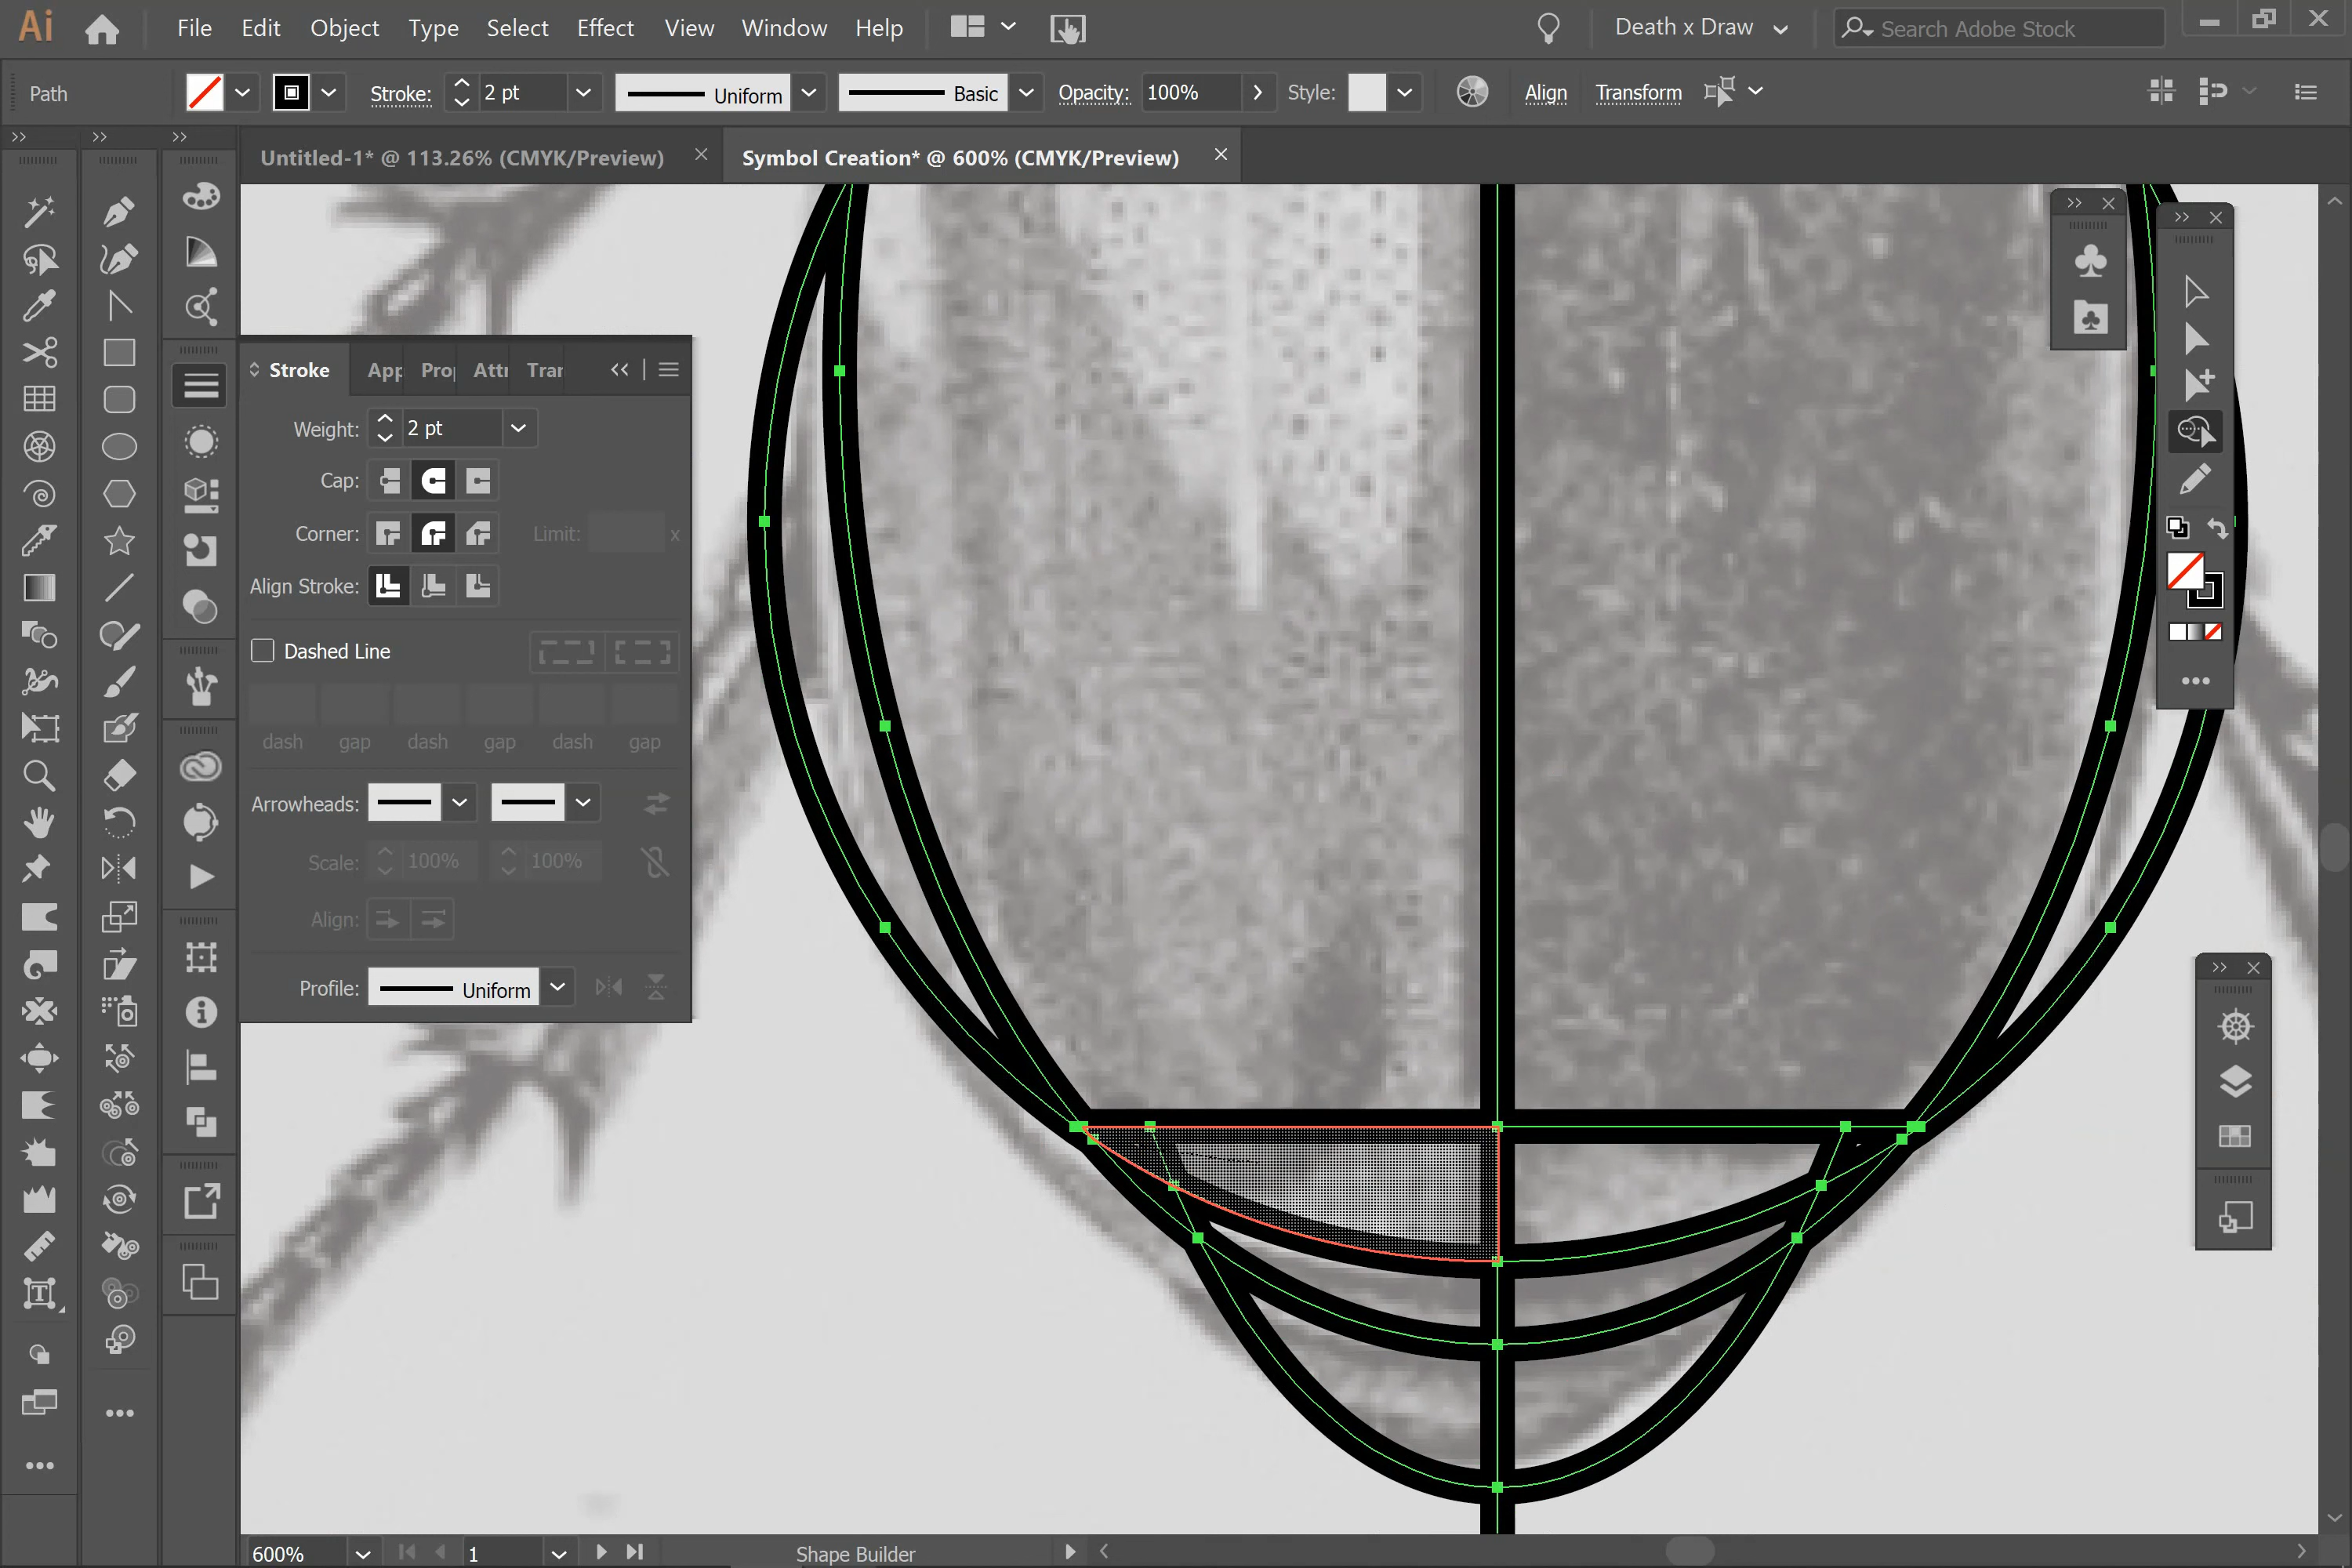 Ai File Edit Object Type Select Effect View Window Help Death x Draw Search Adobe Stock
Path Stroke: 2 pt Uniform Basic Opacity: 100% Style: Align Transform
Untitled-1* @ 113.26% (CMYK/Preview) Symbol Creation* @ 600% (CMYK/Preview)
Stroke App Prop Attr Tran
Weight: 2 pt
Cap:
Corner: Limit: x
Align Stroke:
Dashed Line
dash gap dash gap dash gap
Arrowheads:
Scale: 100% 100%
Align:
Profile: Uniform
600% 1 Shape Builder